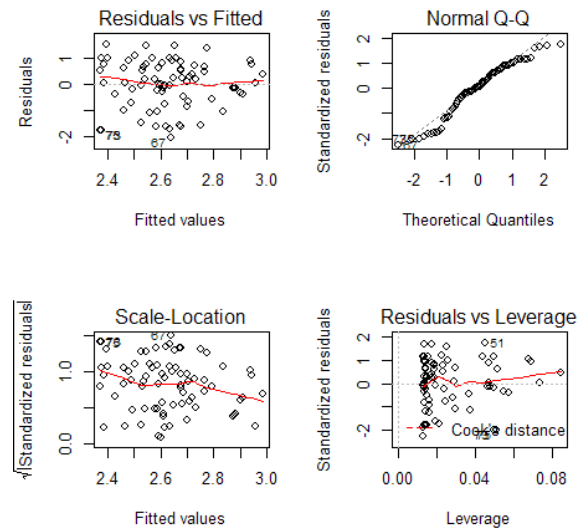 Residuals vs Fitted
Residuals
1
0
-2
67
2.4 2.6 2.8 3.0
Fitted values
Normal Q-Q
Standardized residuals
2
1
0
-2
-2 -1 0 1 2
Theoretical Quantiles
Scale-Location
√|Standardized residuals|
1.0
0.0
67
2.4 2.6 2.8 3.0
Fitted values
Residuals vs Leverage
Standardized residuals
2
1
0
-2
51
Cook's distance
0.00 0.04 0.08
Leverage